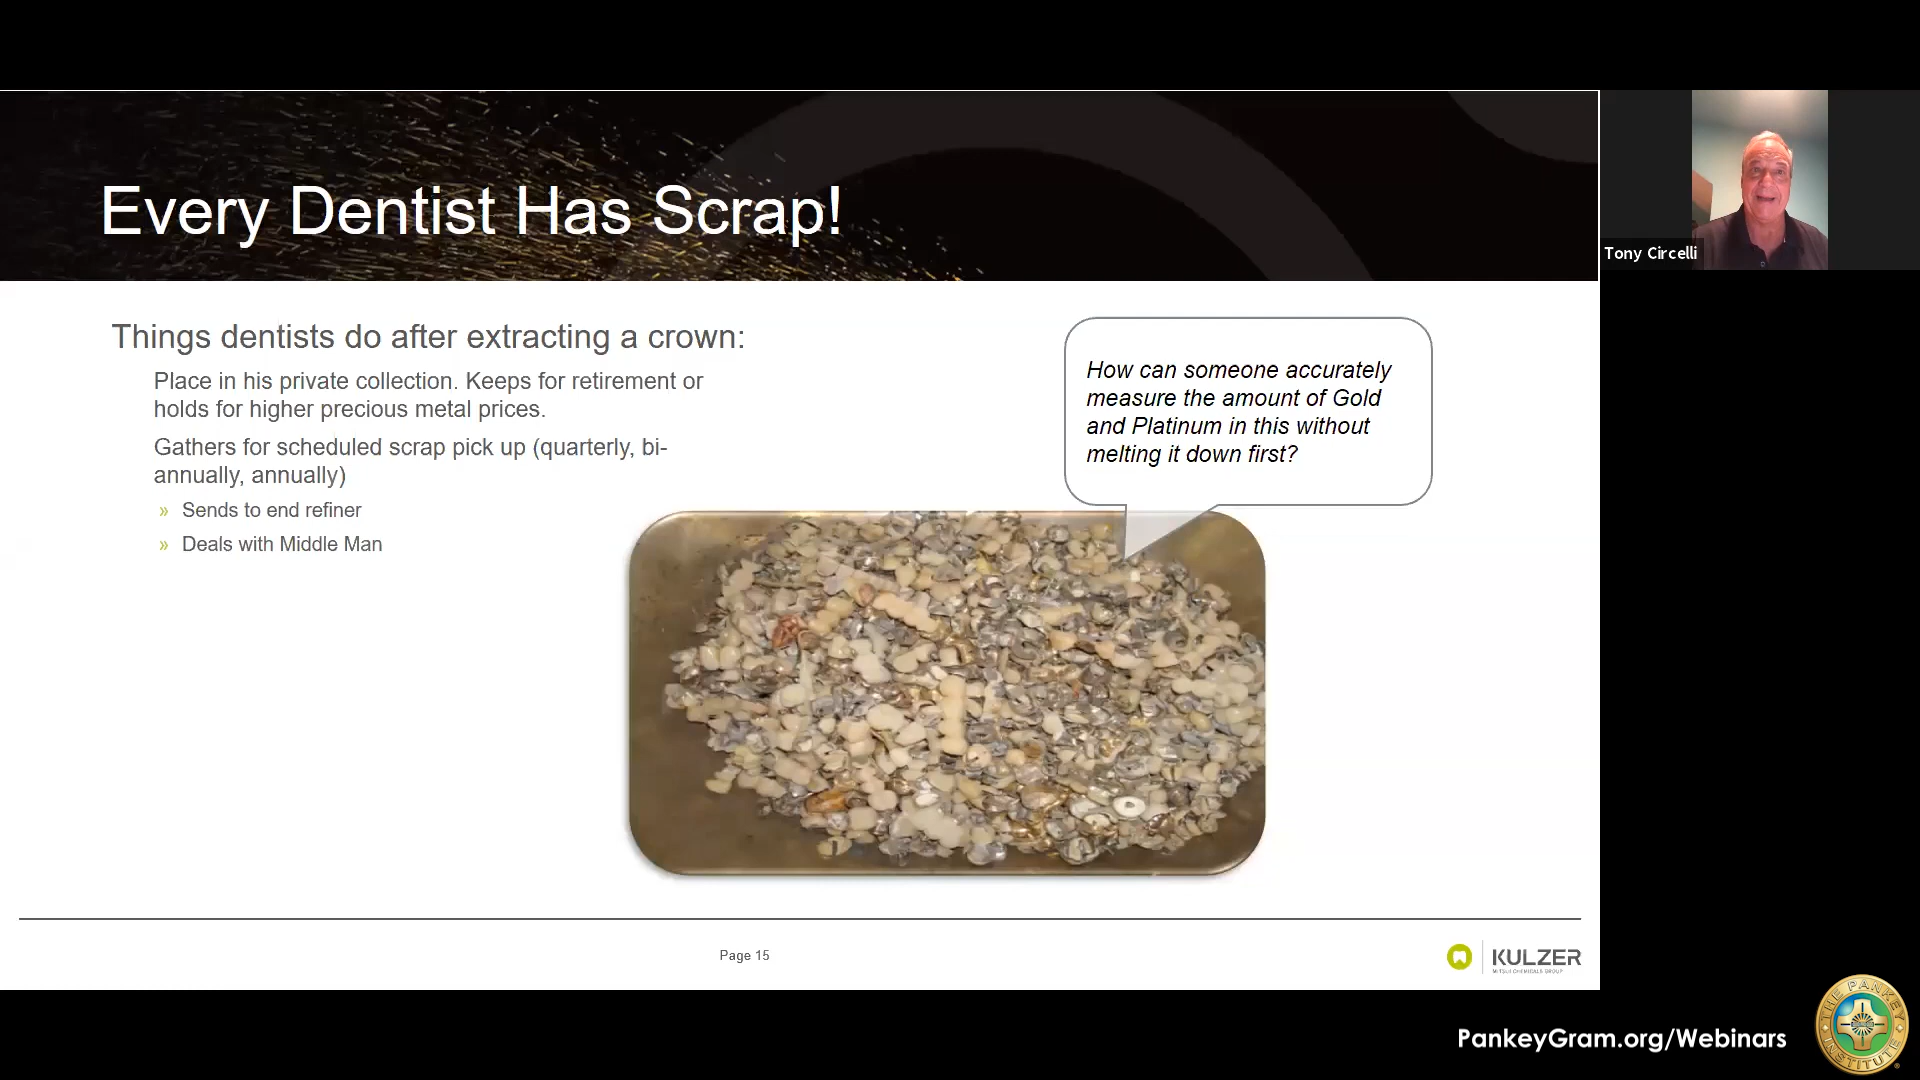 Every Dentist Has Scrap!
Tony Circelli
Things dentists do after extracting a crown:
Place in his private collection. Keeps for retirement or
holds for higher precious metal prices.
Gathers for scheduled scrap pick up (quarterly, bi-
annually, annually)
» Sends to end refiner
» Deals with Middle Man
How can someone accurately
measure the amount of Gold
and Platinum in this without
melting it down first?
Page 15
KULZER
MITSUI CHEMICALS GROUP
PankeyGram.org/Webinars
THE PANKEY
INSTITUTE